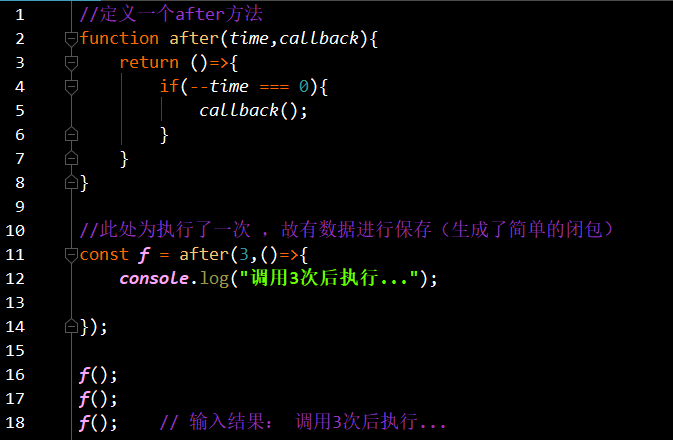 1 //定义一个after方法
2 function after(time,callback){
3 return ()=>{
4 if(--time === 0){
5 callback();
6 }
7 }
8 }
9
10 //此处为执行了一次 ，故有数据进行保存（生成了简单的闭包）
11 const f = after(3,()=>{
12 console.log("调用3次后执行...");
13
14 });
15
16 f();
17 f();
18 f(); // 输入结果： 调用3次后执行...